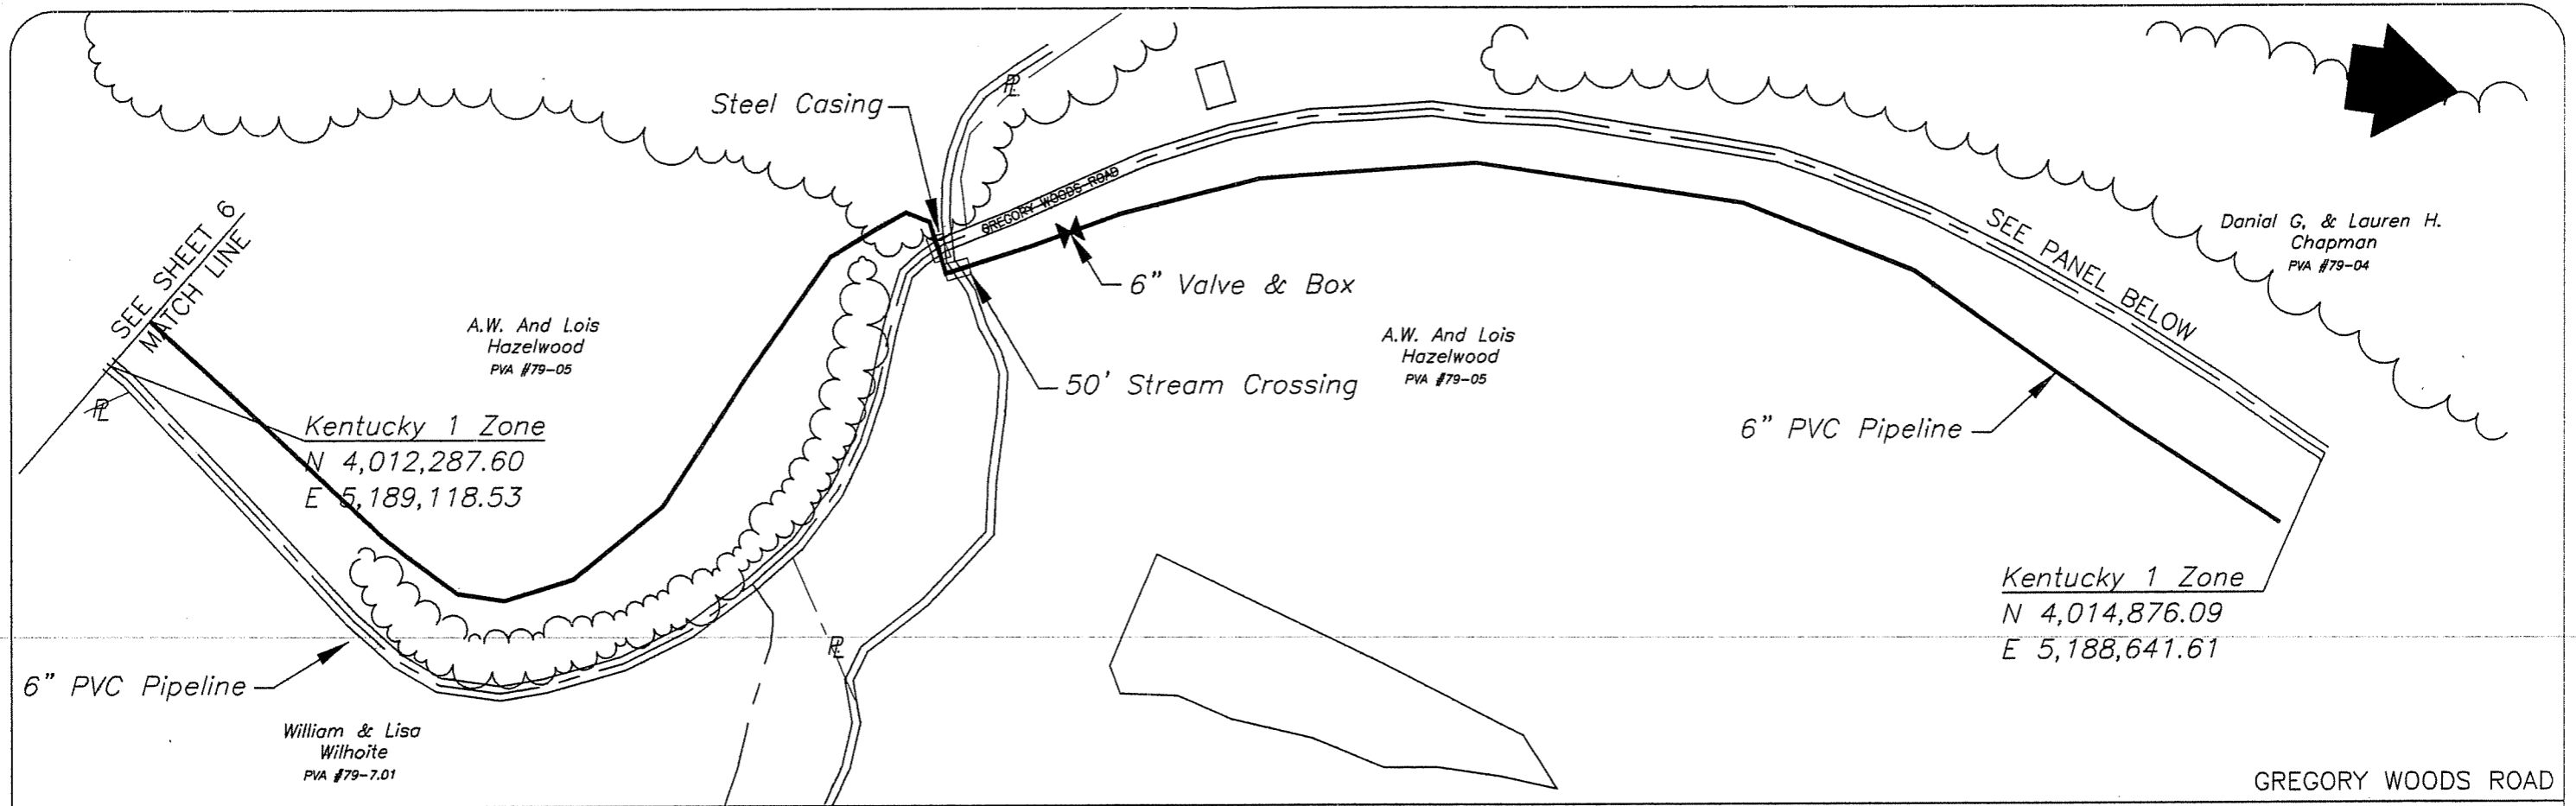 Steel Casing
GREGORY WOODS ROAD
SEE SHEET 6
MATCH LINE
A.W. And Lois
Hazelwood
PVA #79-05
6" Valve & Box
50' Stream Crossing
A.W. And Lois
Hazelwood
PVA #79-05
SEE PANEL BELOW
Danial G, & Lauren H.
Chapman
PVA #79-04
PL
PL
PL
Kentucky 1 Zone
N 4,012,287.60
E 5,189,118.53
6" PVC Pipeline
6" PVC Pipeline
William & Lisa
Wilhoite
PVA #79-7.01
Kentucky 1 Zone
N 4,014,876.09
E 5,188,641.61
GREGORY WOODS ROAD